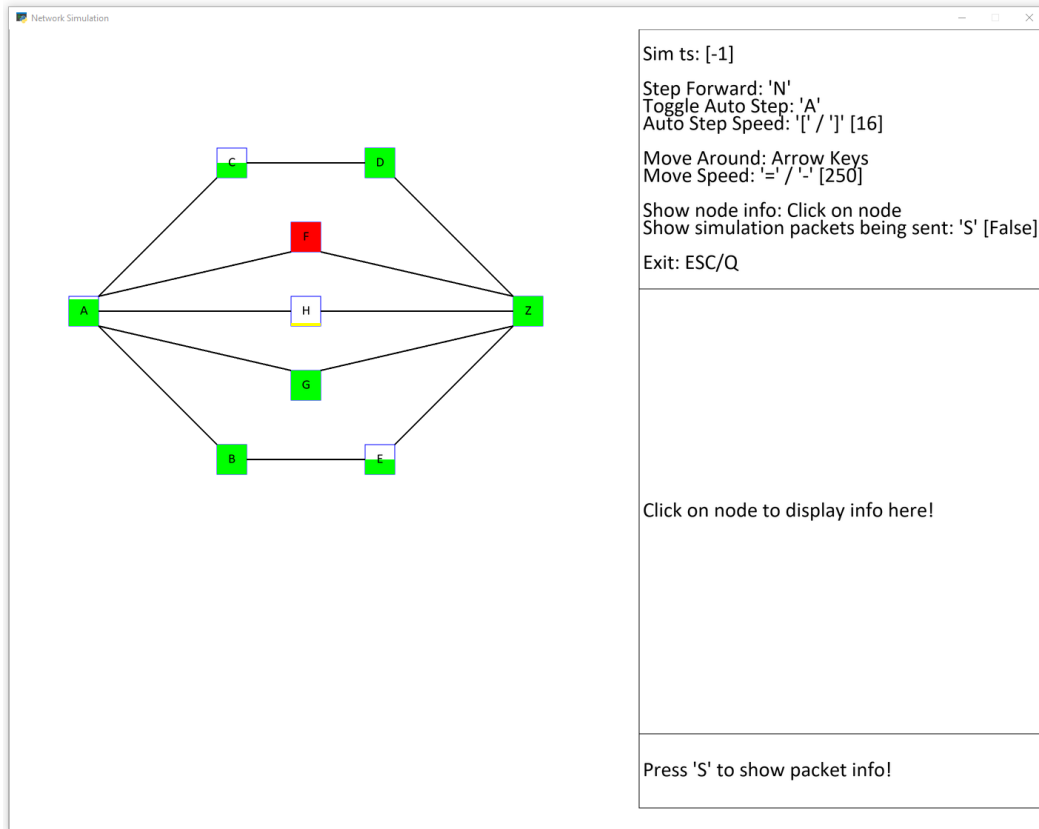 Network Simulation
Sim ts: [-1]
Step Forward: 'N'
Toggle Auto Step: 'A'
Auto Step Speed: '[' / ']' [16]
Move Around: Arrow Keys
Move Speed: '=' / '-' [250]
Show node info: Click on node
Show simulation packets being sent: 'S' [False]
Exit: ESC/Q
C
D
F
A
H
Z
G
B
E
Click on node to display info here!
Press 'S' to show packet info!